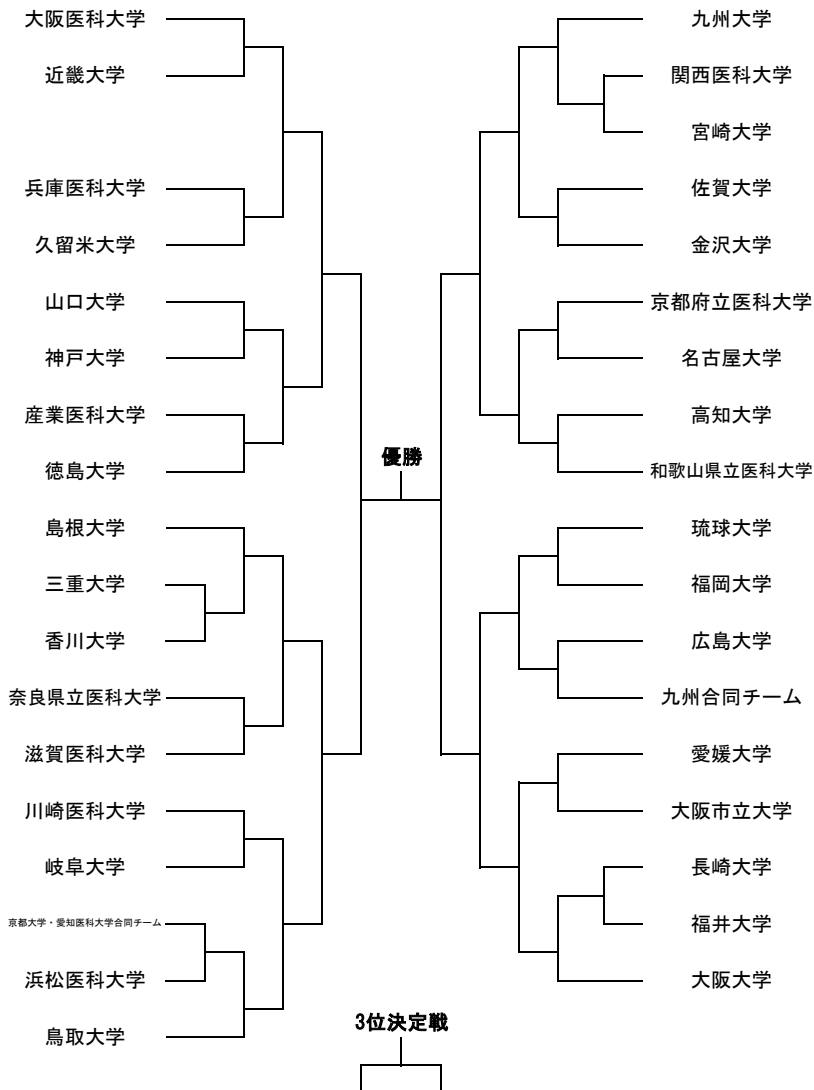 大阪医科大学
近畿大学
兵庫医科大学
久留米大学
山口大学
神戸大学
産業医科大学
徳島大学
島根大学
三重大学
香川大学
奈良県立医科大学
滋賀医科大学
川崎医科大学
岐阜大学
京都大学・愛知医科大学合同チーム
浜松医科大学
鳥取大学
優勝
3位決定戦
九州大学
関西医科大学
宮崎大学
佐賀大学
金沢大学
京都府立医科大学
名古屋大学
高知大学
和歌山県立医科大学
琉球大学
福岡大学
広島大学
九州合同チーム
愛媛大学
大阪市立大学
長崎大学
福井大学
大阪大学